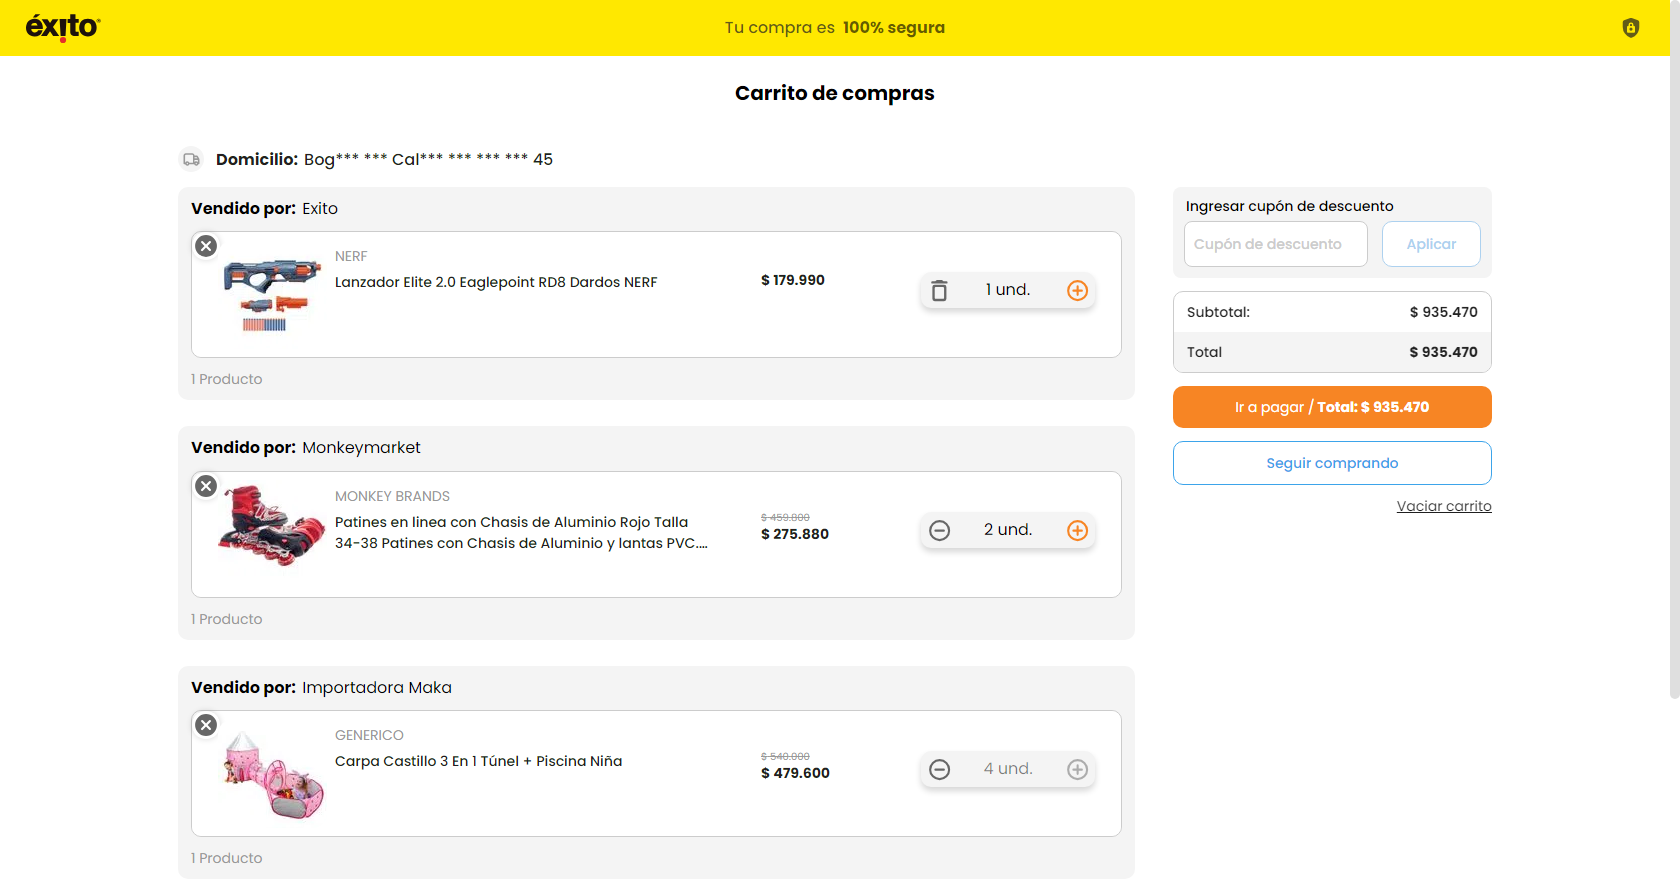 éxito
Tu compra es 100% segura
Carrito de compras
Domicilio: Bog*** *** Cal*** *** *** *** 45
Vendido por: Exito
NERF
Lanzador Elite 2.0 Eaglepoint RD8 Dardos NERF
$ 179.990
1 und.
1 Producto
Vendido por: Monkeymarket
MONKEY BRANDS
Patines en linea con Chasis de Aluminio Rojo Talla
34-38 Patines con Chasis de Aluminio y lantas PVC....
$ 459.800
$ 275.880
2 und.
1 Producto
Vendido por: Importadora Maka
GENERICO
Carpa Castillo 3 En 1 Túnel + Piscina Niña
$ 540.000
$ 479.600
4 und.
1 Producto
Ingresar cupón de descuento
Cupón de descuento
Aplicar
Subtotal: $ 935.470
Total $ 935.470
Ir a pagar / Total: $ 935.470
Seguir comprando
Vaciar carrito